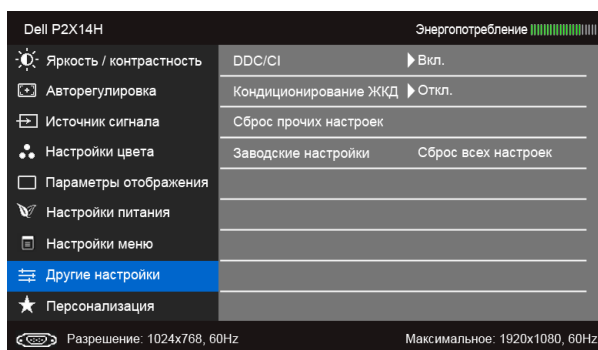 Dell P2X14H Энергопотребление
Яркость / контрастность DDC/CI Вкл.
Авторегулировка Кондиционирование ЖКД Откл.
Источник сигнала Сброс прочих настроек
Настройки цвета Заводские настройки Сброс всех настроек
Параметры отображения
Настройки питания
Настройки меню
Другие настройки
Персонализация
Разрешение: 1024x768, 60Hz Максимальное: 1920x1080, 60Hz